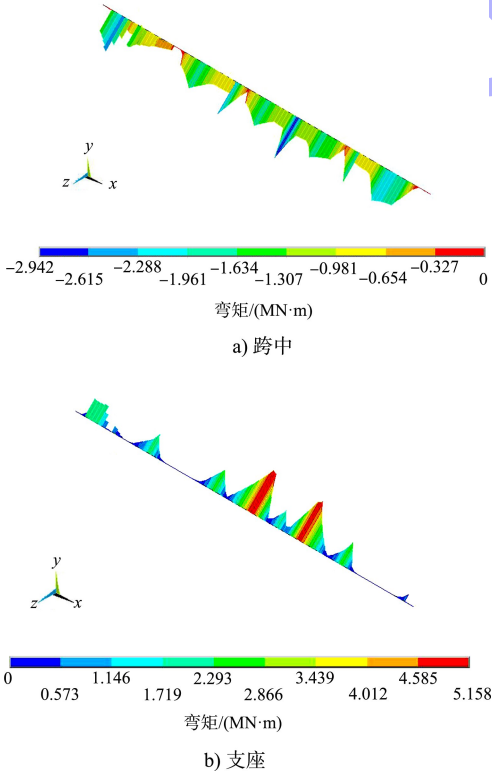 y
z x
−2.942 −2.288 −1.634 −0.981 −0.327
−2.615 −1.961 −1.307 −0.654 0
弯矩/(MN·m)
a) 跨中
y
z x
0 1.146 2.293 3.439 4.585
0.573 1.719 2.866 4.012 5.158
弯矩/(MN·m)
b) 支座